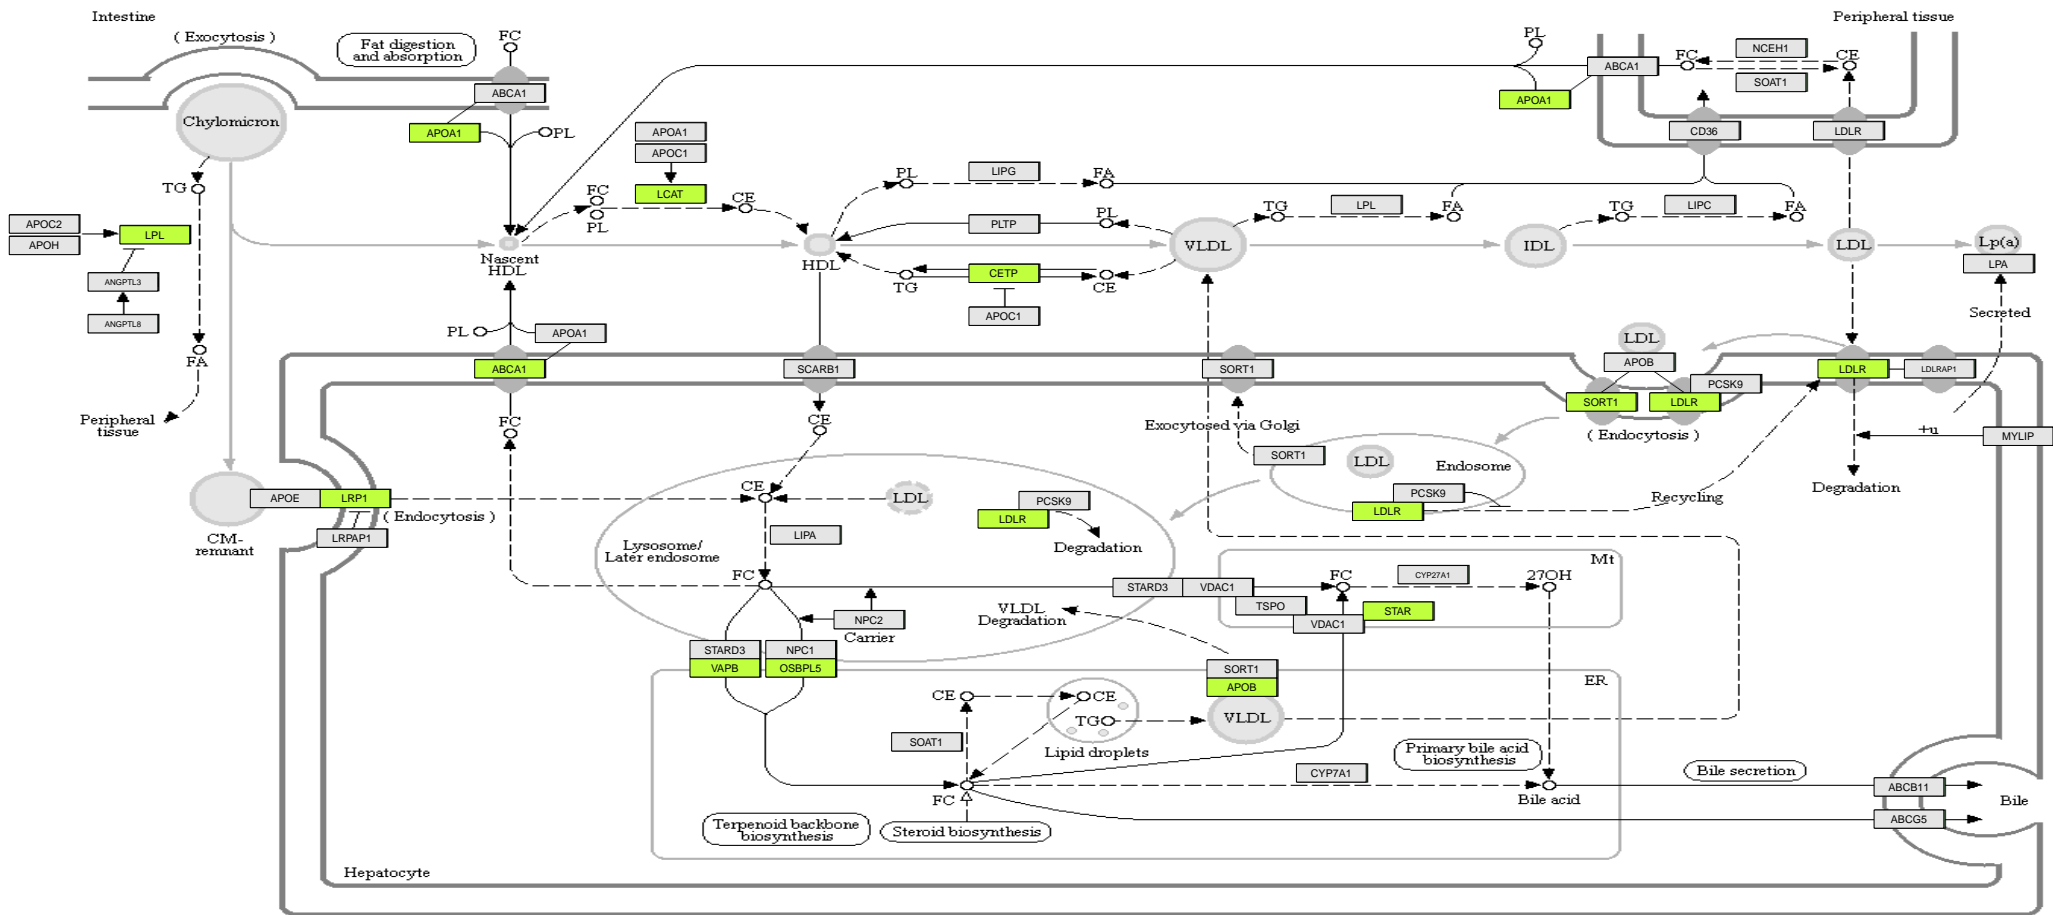 Intestine
Peripheral tissue
( Exocytosis )
Fat digestion
and absorption
FC
PL
ABCA1
FC
NCEH1
CE
SOAT1
ABCA1
APOA1
Chylomicron
APOA1
PL
APOA1
APOC1
CD36
LDLR
TG
FC
PL
LCAT
CE
PL
LIPG
FA
APOC2
APOH
LPL
PLTP
PL
TG
LPL
FA
TG
LIPC
FA
Nascent
HDL
HDL
VLDL
IDL
LDL
Lp(a)
LPA
ANGPTL3
TG
CETP
CE
ANGPTL8
APOC1
Secreted
PL
APOA1
FA
ABCA1
SCARB1
SORT1
LDL
APOB
LDLR
LDLRAP1
PCSK9
SORT1
LDLR
Peripheral
tissue
FC
CE
Exocytosed via Golgi
( Endocytosis )
+u
MYLIP
SORT1
LDL
Endosome
Degradation
APOE
LRP1
( Endocytosis )
CE
LDL
PCSK9
LDLR
Degradation
PCSK9
LDLR
Recycling
CM-
remnant
LRPAP1
LIPA
Lysosome/
Later endosome
FC
STARD3
VDAC1
FC
CYP27A1
27OH
Mt
TSPO
STAR
VDAC1
NPC2
Carrier
VLDL
Degradation
STARD3
NPC1
VAPB
OSBPL5
SORT1
APOB
ER
CE
CE
TG
VLDL
SOAT1
Lipid droplets
Primary bile acid
biosynthesis
CYP7A1
Bile secretion
FC
Bile acid
ABCB11
Bile
ABCG5
Terpenoid backbone
biosynthesis
Steroid biosynthesis
Hepatocyte